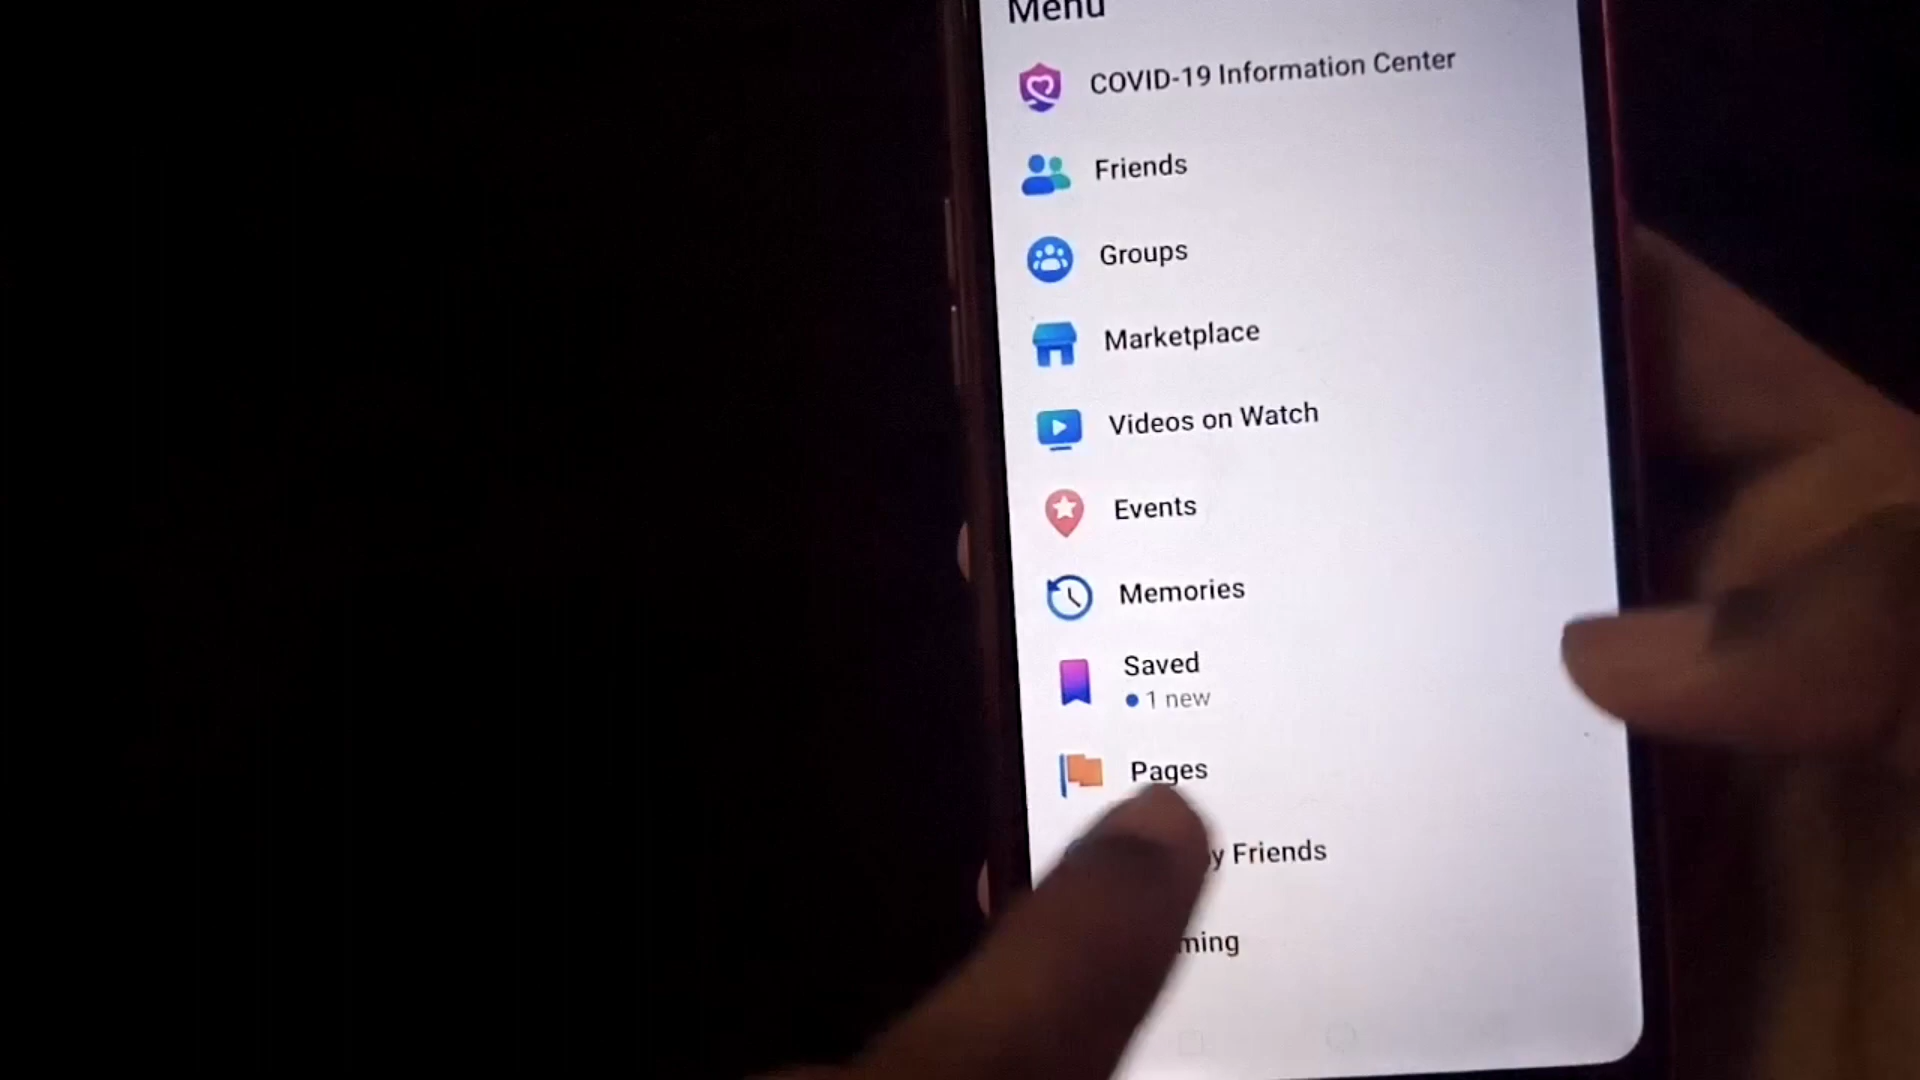 Menu
COVID-19 Information Center
Friends
Groups
Marketplace
Videos on Watch
Events
Memories
Saved
1 new
Pages
Friends